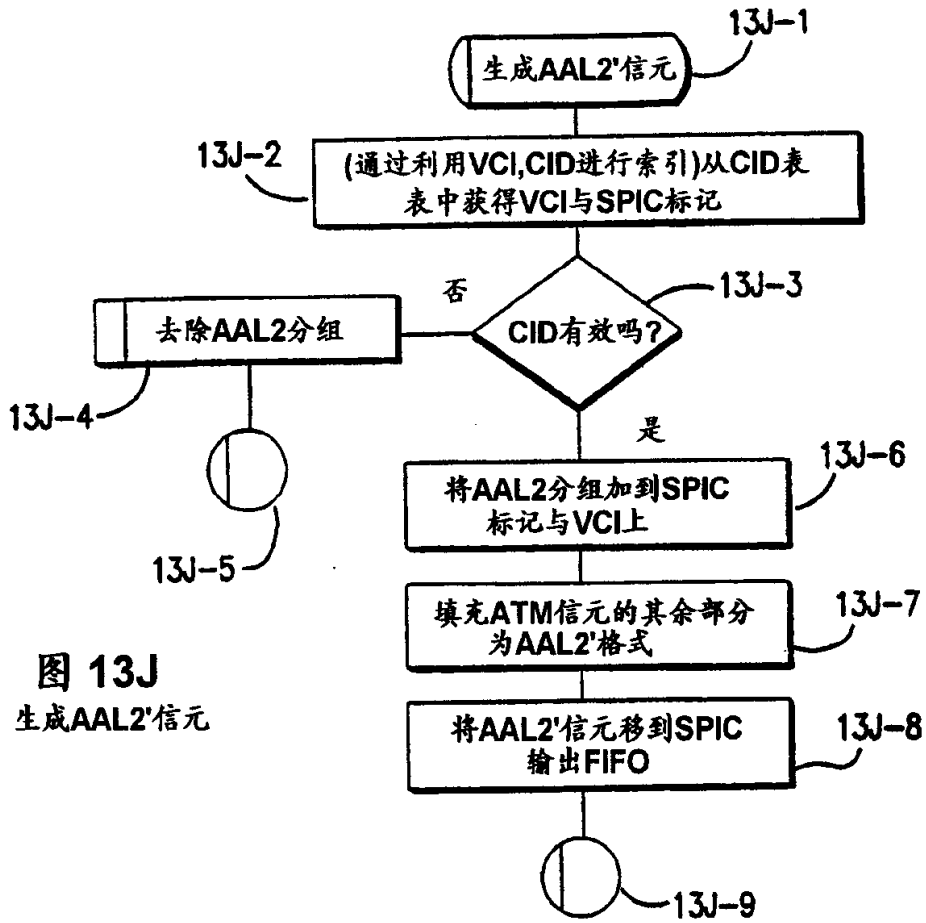 13J-1
生成AAL2'信元
13J-2
(通过利用VCI,CID进行索引)从CID表
表中获得VCI与SPIC标记
否
13J-3
去除AAL2分组
CID有效吗?
13J-4
是
13J-6
将AAL2分组加到SPIC
标记与VCI上
13J-5
填充ATM信元的其余部分
为AAL2'格式
13J-7
图 13J
生成AAL2'信元
将AAL2'信元移到SPIC
输出FIFO
13J-8
13J-9